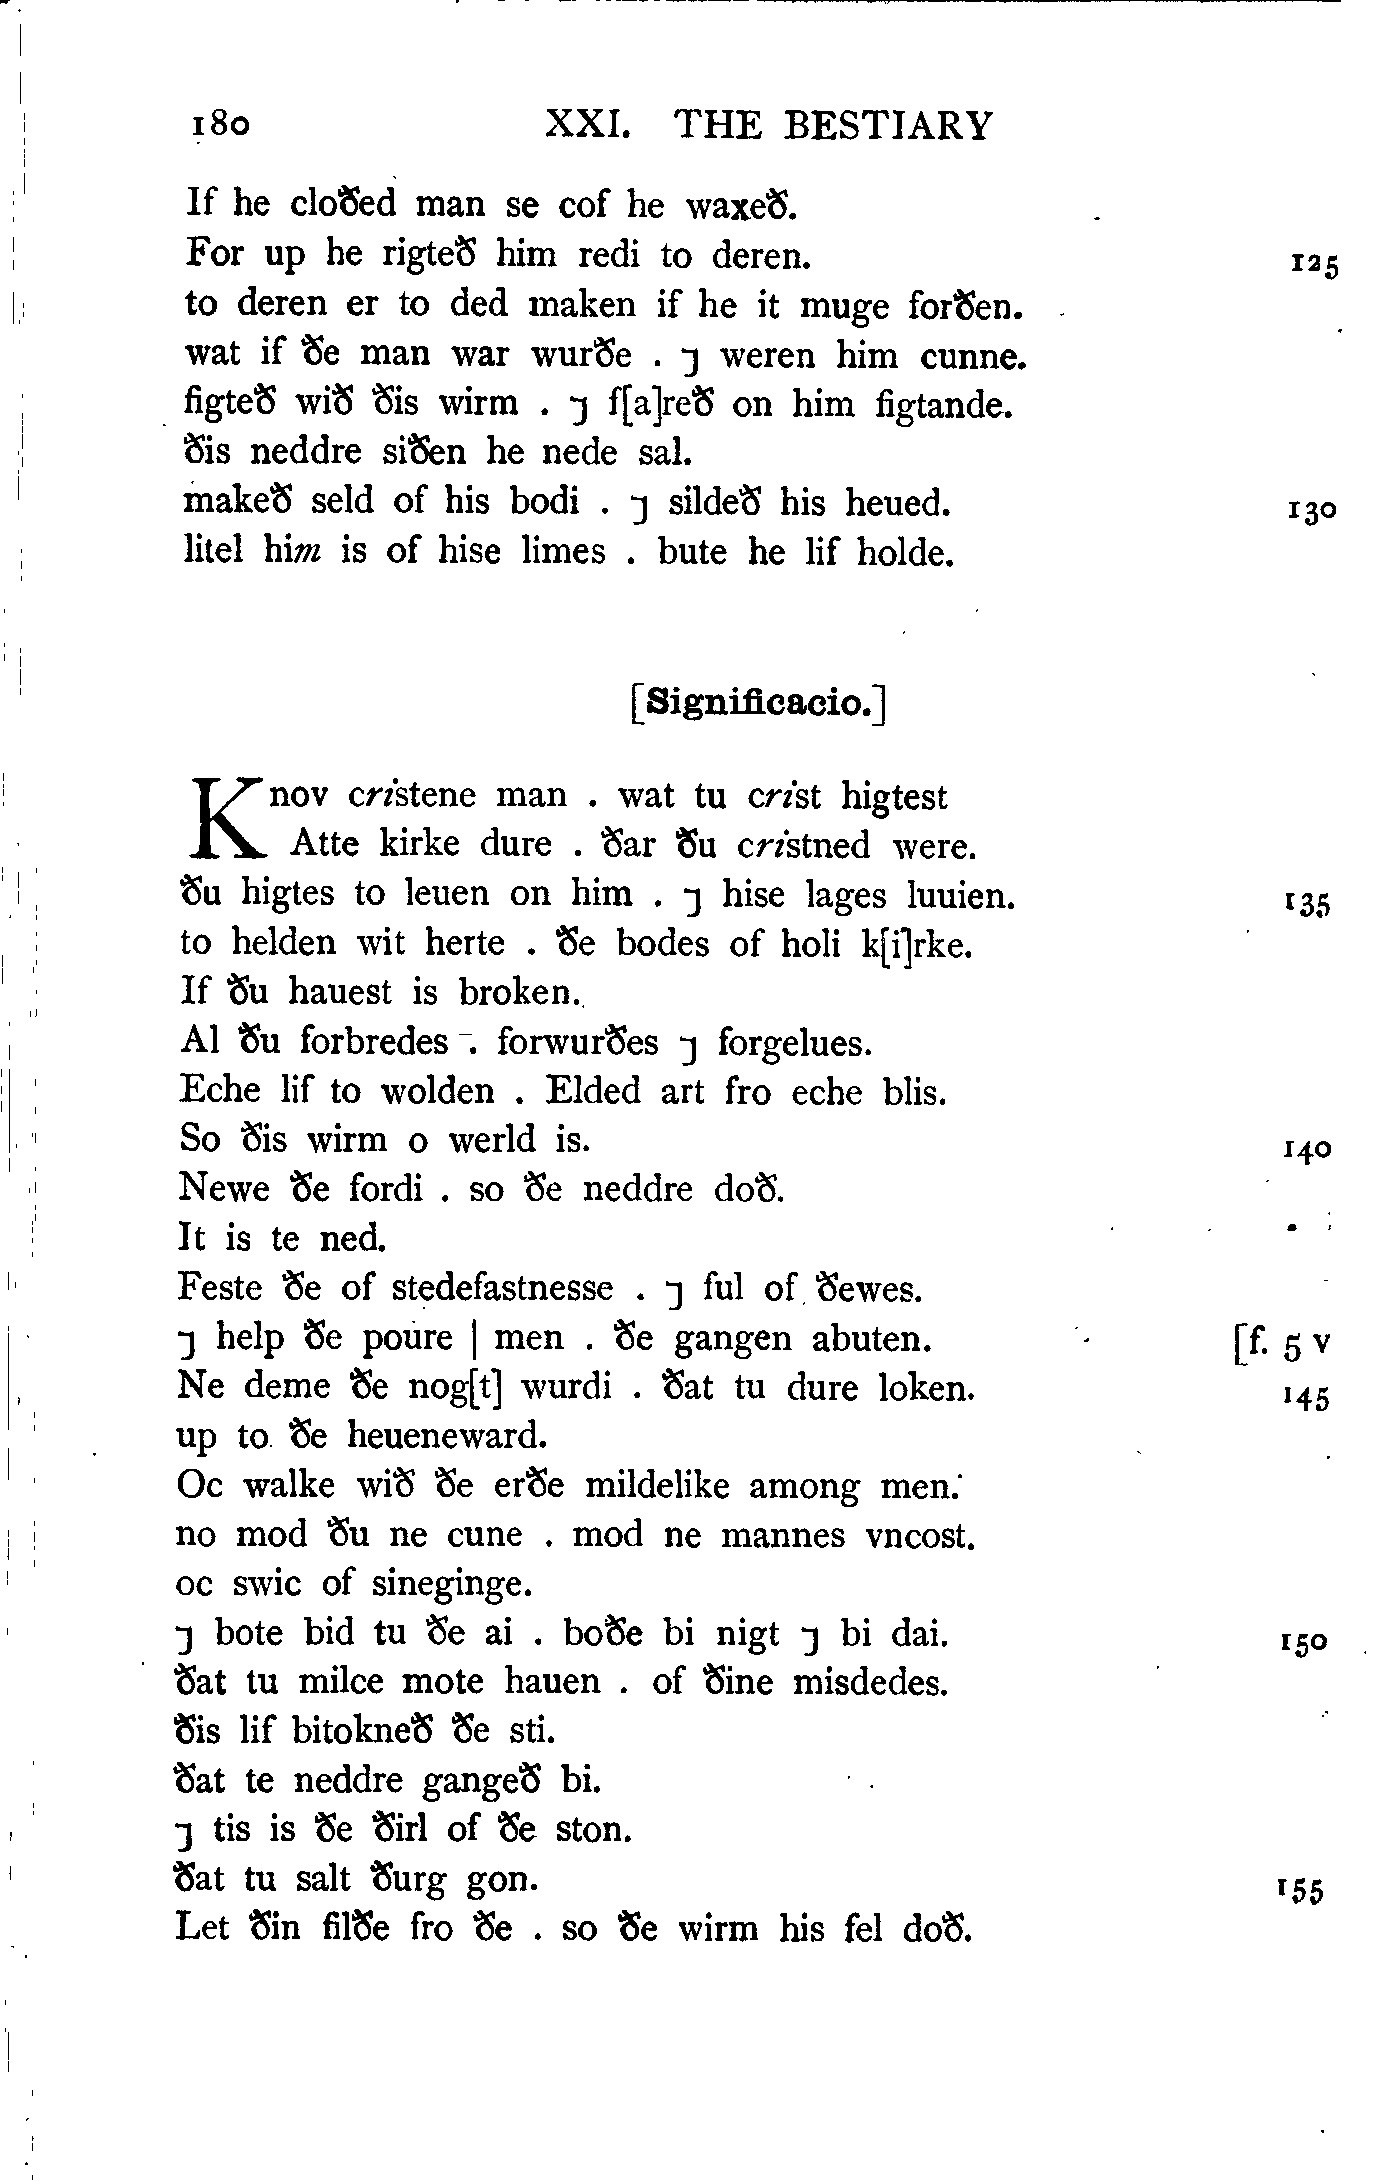 180 XXI. THE BESTIARY
If he cloðed man se cof he waxeð.
For up he rigteð him redi to deren. 125
to deren er to ded maken if he it muge forðen.
wat if ðe man war wurðe . ⁊ weren him cunne.
figteð wið ðis wirm . ⁊ f[a]reð on him figtande.
ðis neddre siðen he nede sal.
makeð seld of his bodi . ⁊ sildeð his heued. 130
litel him is of hise limes . bute he lif holde.
[Significacio.]
Knov cristene man . wat tu crist higtest
Atte kirke dure . ðar ðu cristned were.
ðu higtes to leuen on him . ⁊ hise lages luuien. 135
to helden wit herte . ðe bodes of holi k[i]rke.
If ðu hauest is broken.
Al ðu forbredes . forwurðes ⁊ forgelues.
Eche lif to wolden . Elded art fro eche blis.
So ðis wirm o werld is. 140
Newe ðe fordi . so ðe neddre doð.
It is te ned.
Feste ðe of stedefastnesse . ⁊ ful of ðewes.
⁊ help ðe poure | men . ðe gangen abuten. [f. 5 v
Ne deme ðe nog[t] wurdi . ðat tu dure loken. 145
up to ðe heueneward.
Oc walke wið ðe erðe mildelike among men.
no mod ðu ne cune . mod ne mannes vncost.
oc swic of sineginge.
⁊ bote bid tu ðe ai . boðe bi nigt ⁊ bi dai. 150
ðat tu milce mote hauen . of ðine misdedes.
ðis lif bitokneð ðe sti.
ðat te neddre gangeð bi.
⁊ tis is ðe ðirl of ðe ston.
ðat tu salt ðurg gon. 155
Let ðin filðe fro ðe . so ðe wirm his fel doð.